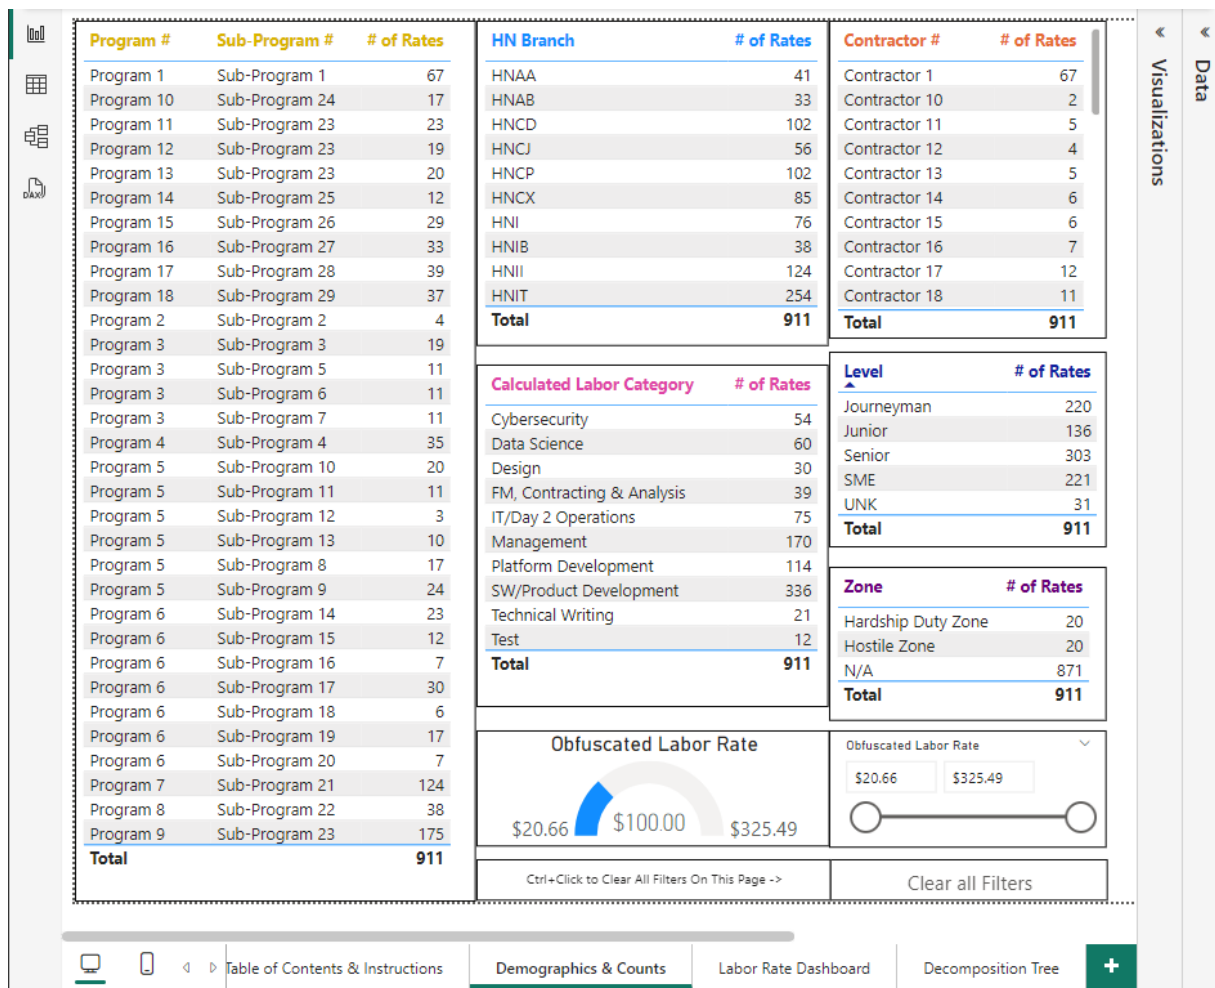 Program # Sub-Program # # of Rates
Program 1 Sub-Program 1 67
Program 10 Sub-Program 24 17
Program 11 Sub-Program 23 23
Program 12 Sub-Program 23 19
Program 13 Sub-Program 23 20
Program 14 Sub-Program 25 12
Program 15 Sub-Program 26 29
Program 16 Sub-Program 27 33
Program 17 Sub-Program 28 39
Program 18 Sub-Program 29 37
Program 2 Sub-Program 2 4
Program 3 Sub-Program 3 19
Program 3 Sub-Program 5 11
Program 3 Sub-Program 6 11
Program 3 Sub-Program 7 11
Program 4 Sub-Program 4 35
Program 5 Sub-Program 10 20
Program 5 Sub-Program 11 11
Program 5 Sub-Program 12 3
Program 5 Sub-Program 13 10
Program 5 Sub-Program 8 17
Program 5 Sub-Program 9 24
Program 6 Sub-Program 14 23
Program 6 Sub-Program 15 12
Program 6 Sub-Program 16 7
Program 6 Sub-Program 17 30
Program 6 Sub-Program 18 6
Program 6 Sub-Program 19 17
Program 6 Sub-Program 20 7
Program 7 Sub-Program 21 124
Program 8 Sub-Program 22 38
Program 9 Sub-Program 23 175
Total 911
HN Branch # of Rates
HNAA 41
HNAB 33
HNCD 102
HNCJ 56
HNCP 102
HNCX 85
HNI 76
HNIB 38
HNII 124
HNIT 254
Total 911
Calculated Labor Category # of Rates
Cybersecurity 54
Data Science 60
Design 30
FM, Contracting & Analysis 39
IT/Day 2 Operations 75
Management 170
Platform Development 114
SW/Product Development 336
Technical Writing 21
Test 12
Total 911
Obfuscated Labor Rate
$20.66 $100.00 $325.49
Ctrl+Click to Clear All Filters On This Page ->
Contractor # # of Rates
Contractor 1 67
Contractor 10 2
Contractor 11 5
Contractor 12 4
Contractor 13 5
Contractor 14 6
Contractor 15 6
Contractor 16 7
Contractor 17 12
Contractor 18 11
Total 911
Level # of Rates
Journeyman 220
Junior 136
Senior 303
SME 221
UNK 31
Total 911
Zone # of Rates
Hardship Duty Zone 20
Hostile Zone 20
N/A 871
Total 911
Obfuscated Labor Rate
$20.66 $325.49
Clear all Filters
Visualizations
Data
DAX
Table of Contents & Instructions Demographics & Counts Labor Rate Dashboard Decomposition Tree +